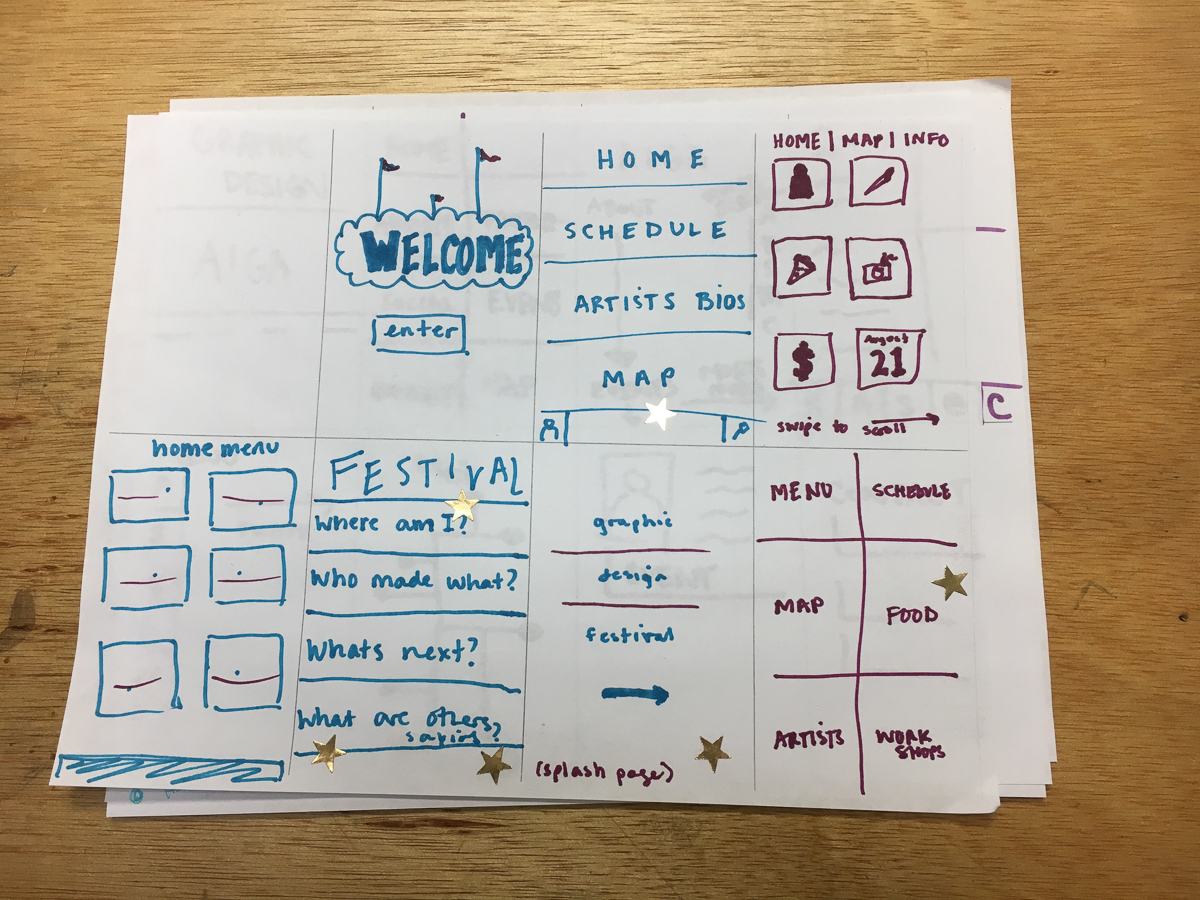 WELCOME
enter
HOME
SCHEDULE
ARTISTS BIOS
MAP
HOME | MAP | INFO
$
August
21
swipe to scroll
C
home menu
FESTIVAL
Where am I?
Who made what?
Whats next?
What are others
saying?
graphic
design
festival
(splash page)
MENU
SCHEDULE
MAP
FOOD
ARTISTS
WORK
SHOPS